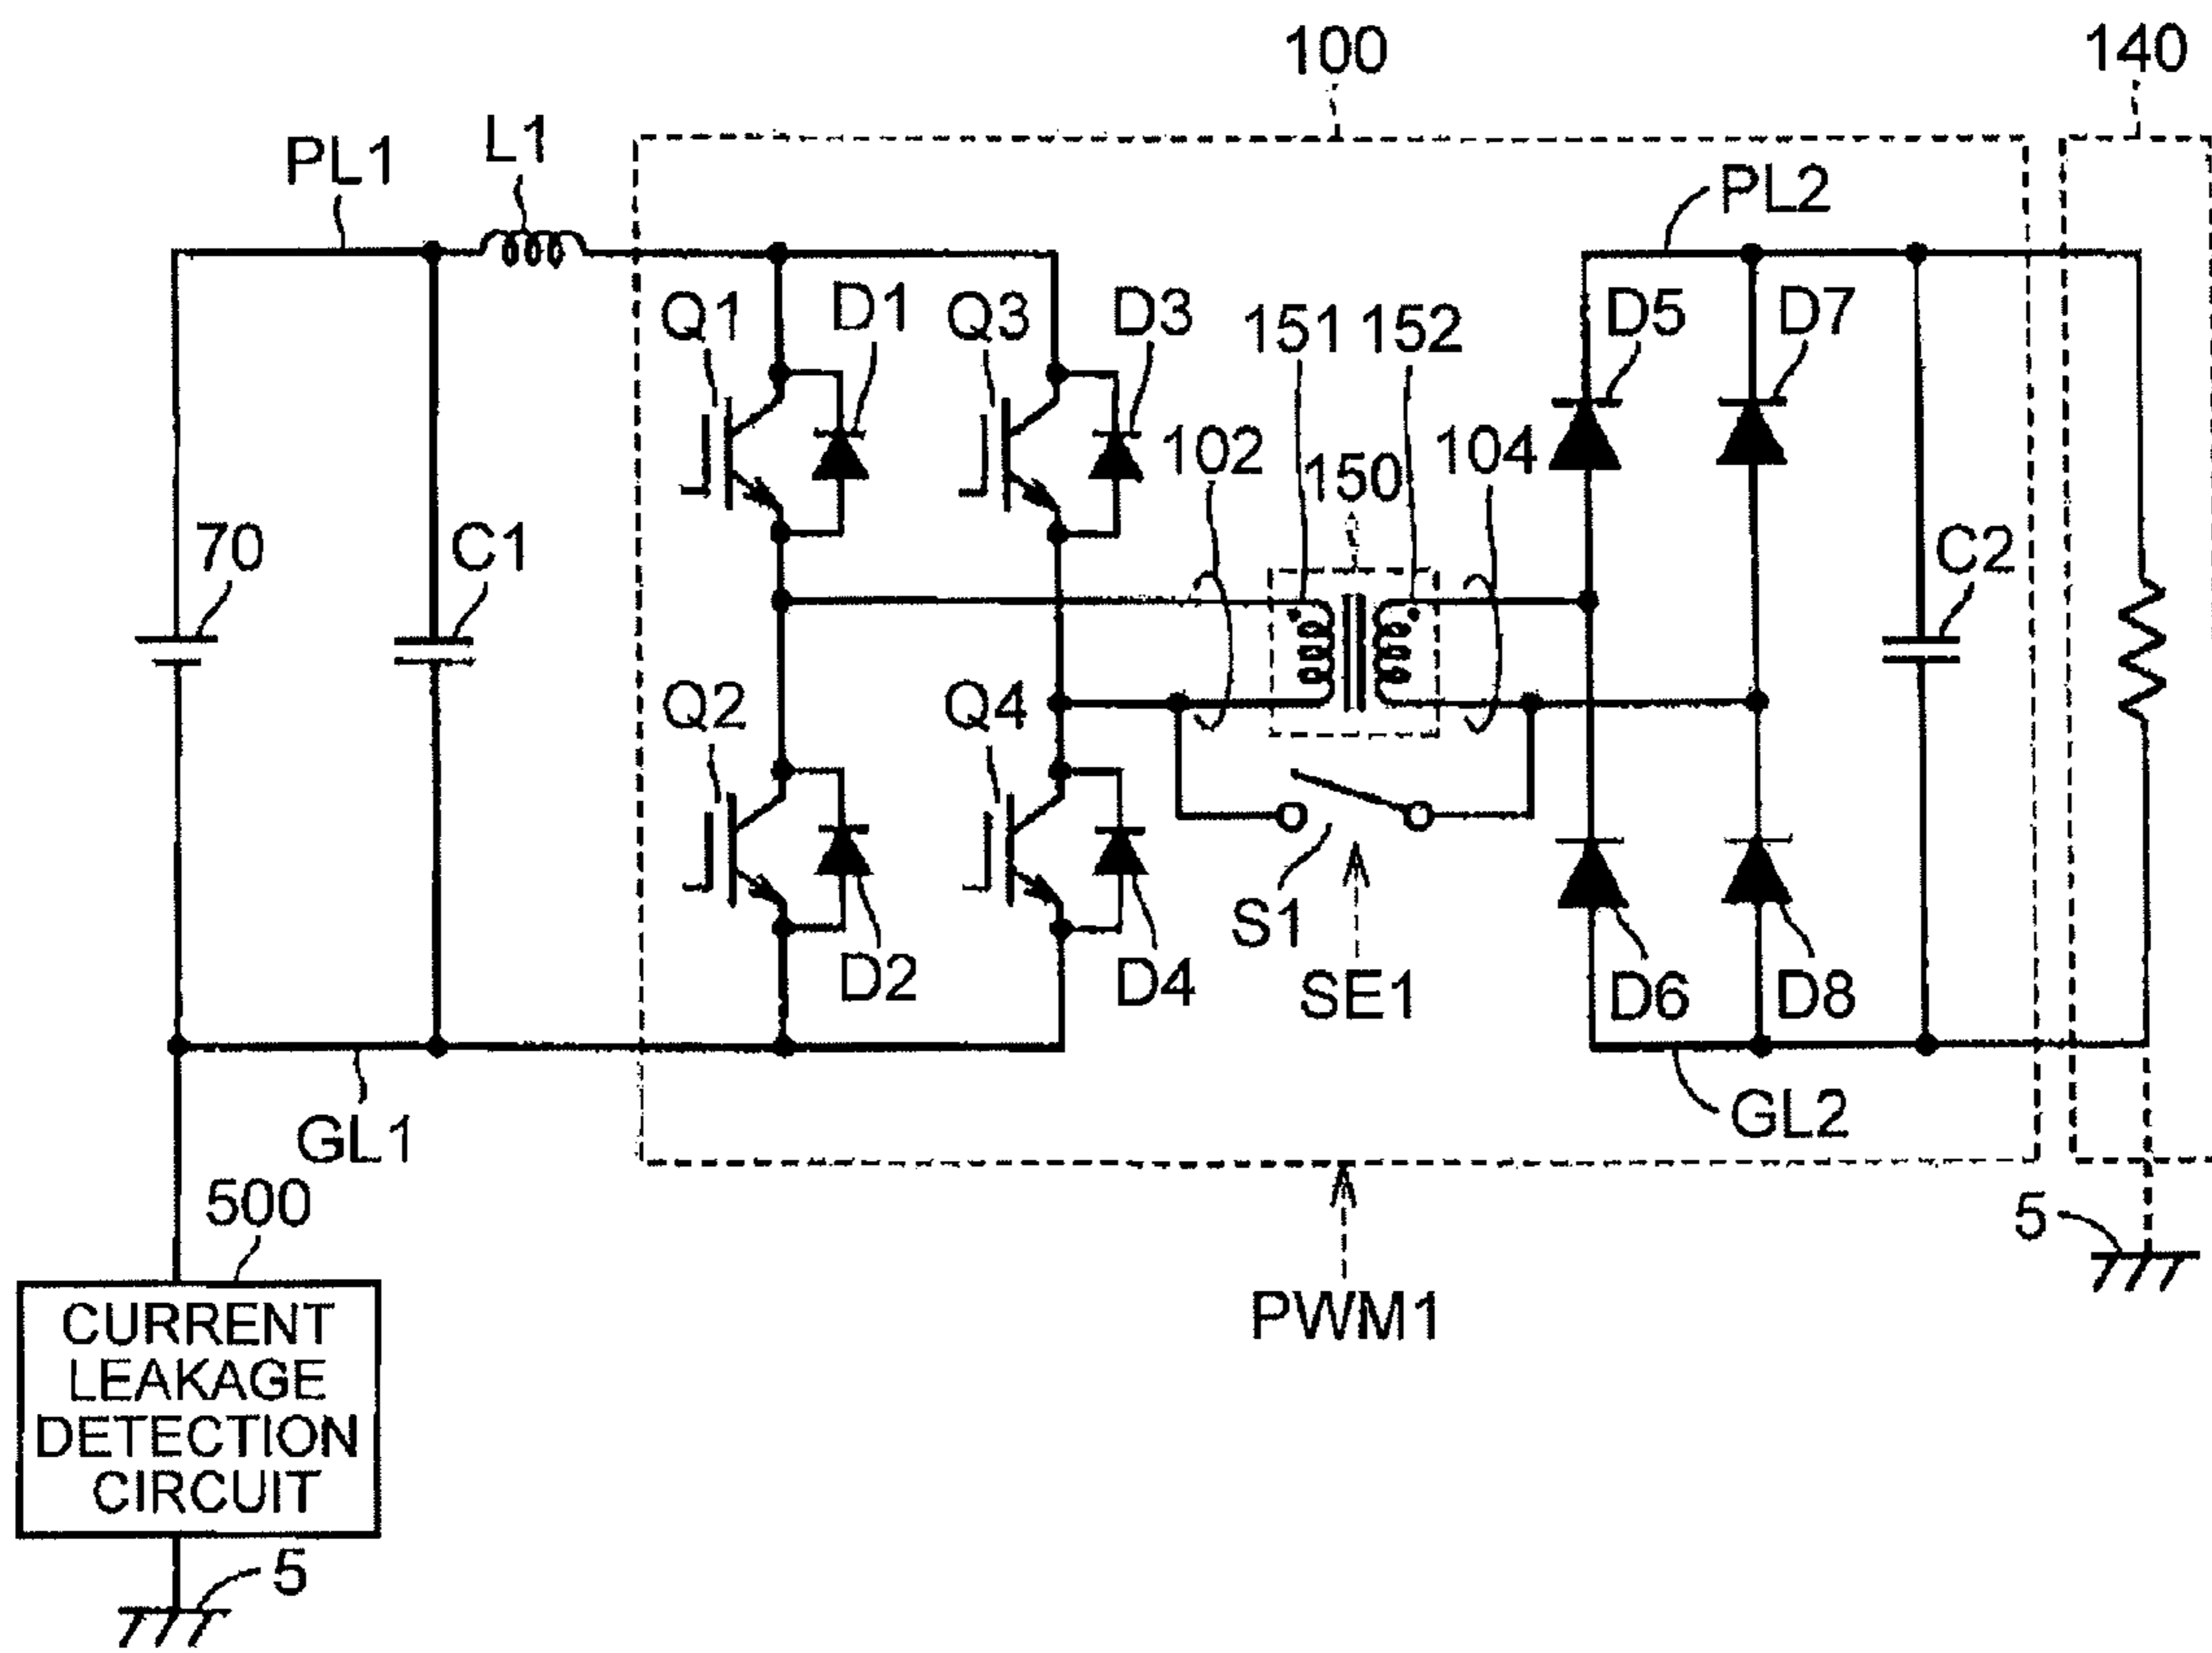 100
140
PL1
L1
PL2
Q1
D1
Q3
D3
151
152
D5
D7
102
150
104
70
C1
C2
Q2
Q4
S1
D2
D4
SE1
D6
D8
GL1
GL2
500
5
CURRENT
LEAKAGE
DETECTION
CIRCUIT
PWM1
5